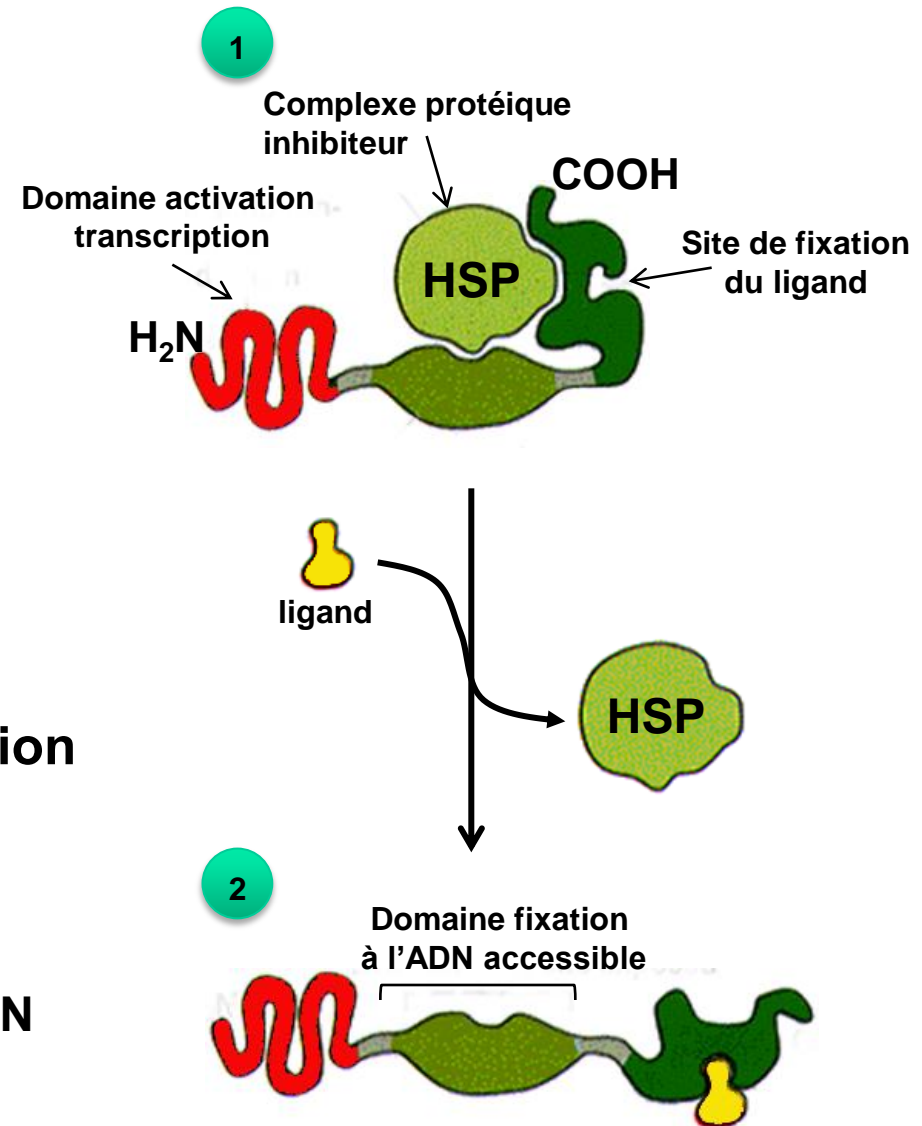 1
Complexe protéique
inhibiteur
COOH
Domaine activation
transcription
Site de fixation
du ligand
HSP
H₂N
ligand
HSP
ion
2
Domaine fixation
à l'ADN accessible
N